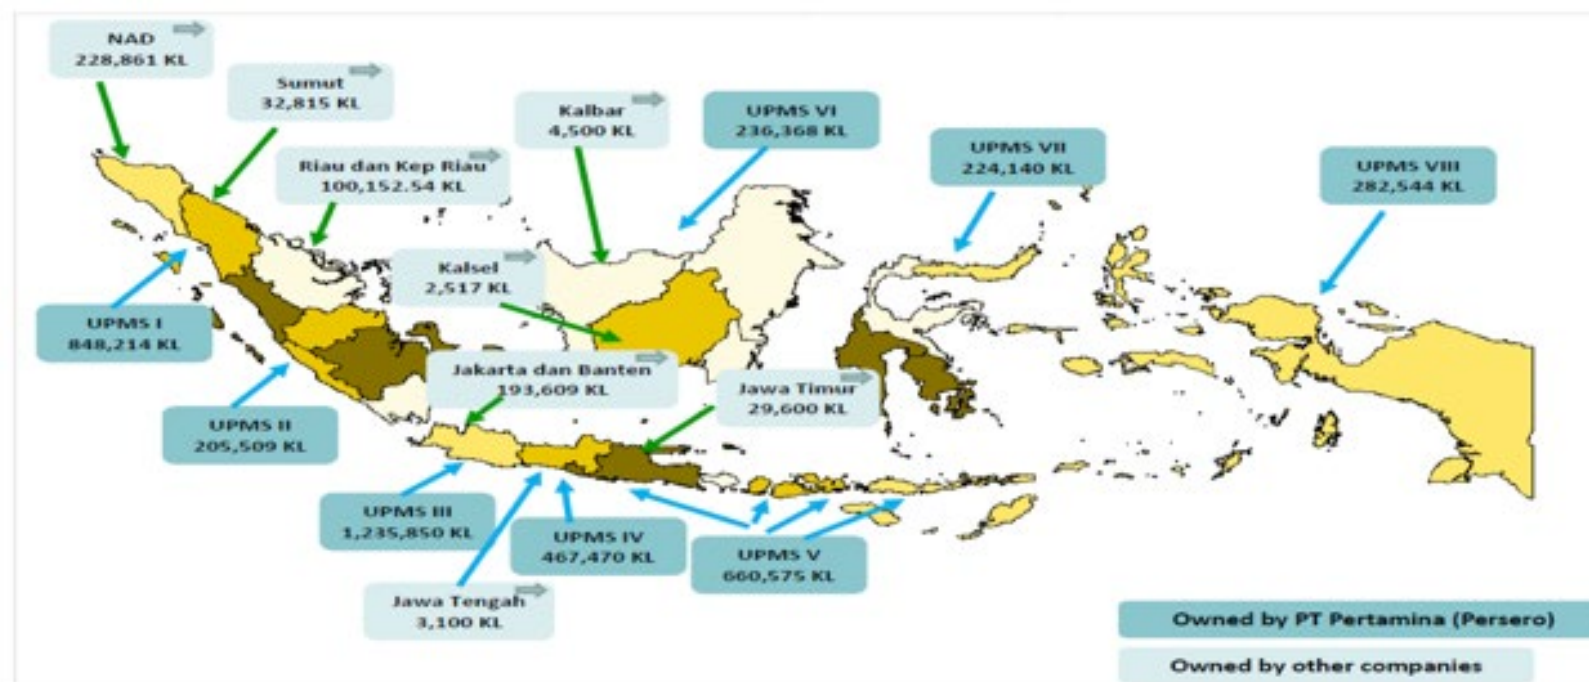 NAD
228,861 KL
Sumut
32,815 KL
Riau dan Kep Riau
100,152.54 KL
Kalbar
4,500 KL
UPMS VI
236,368 KL
UPMS VII
224,140 KL
UPMS VIII
282,544 KL
Kalsel
2,517 KL
UPMS I
848,214 KL
Jakarta dan Banten
193,609 KL
Jawa Timur
29,600 KL
UPMS II
205,509 KL
UPMS III
1,235,850 KL
UPMS IV
467,470 KL
UPMS V
660,575 KL
Jawa Tengah
3,100 KL
Owned by PT Pertamina (Persero)
Owned by other companies